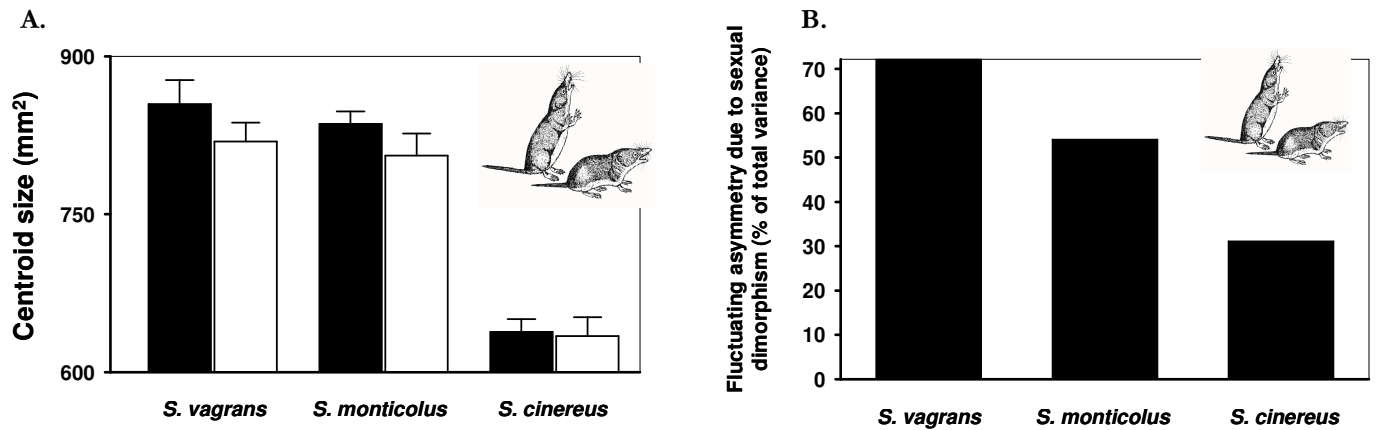 A.
Centroid size (mm²)
900
750
600
S. vagrans
S. monticolus
S. cinereus
B.
Fluctuating asymmetry due to sexual
dimorphism (% of total variance)
70
60
50
40
30
20
10
0
S. vagrans
S. monticolus
S. cinereus